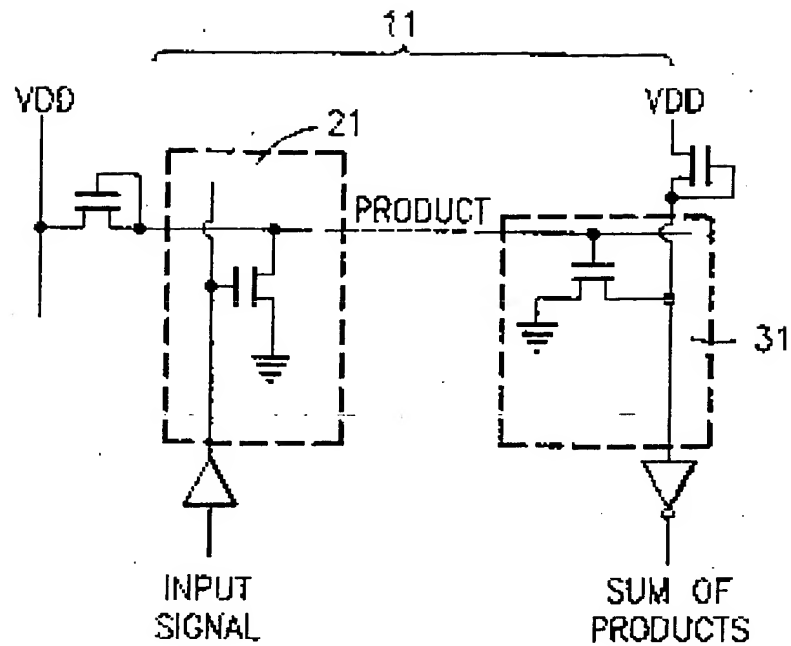 11
VDD
VDD
21
PRODUCT
31
INPUT
SIGNAL
SUM OF
PRODUCTS